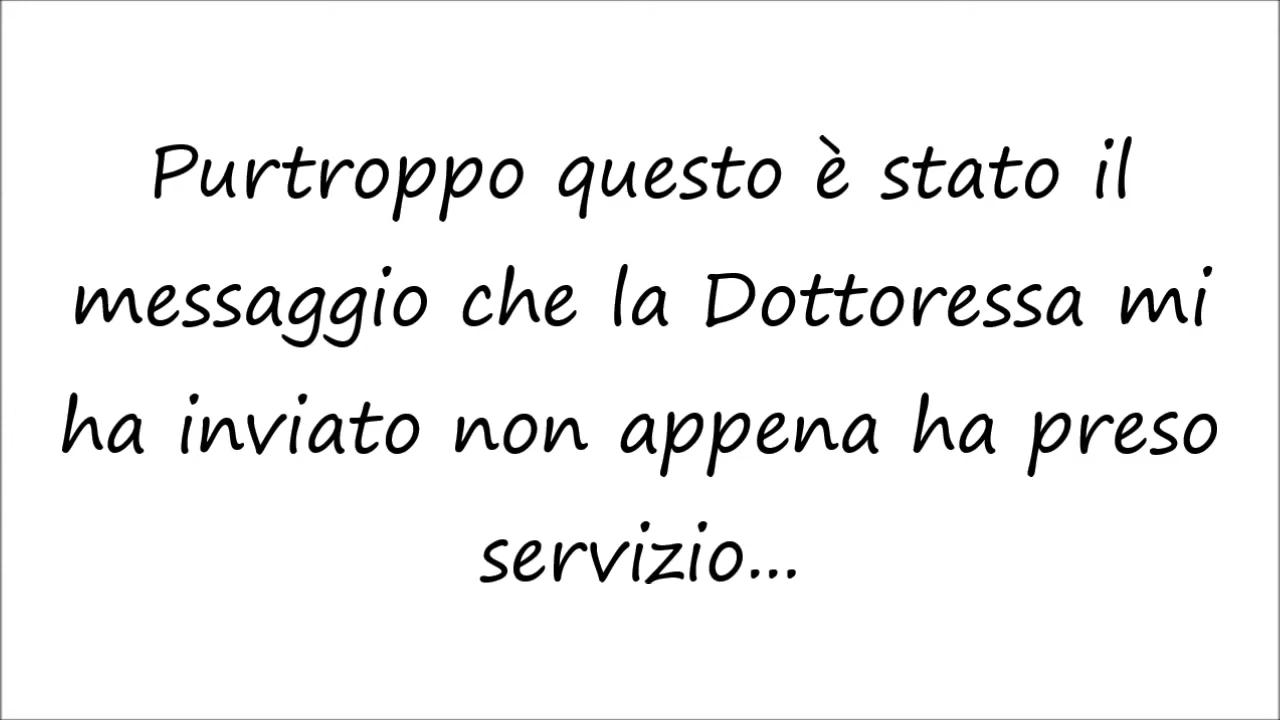 Purtroppo questo è stato il
messaggio che la Dottoressa mi
ha inviato non appena ha preso
servizio...